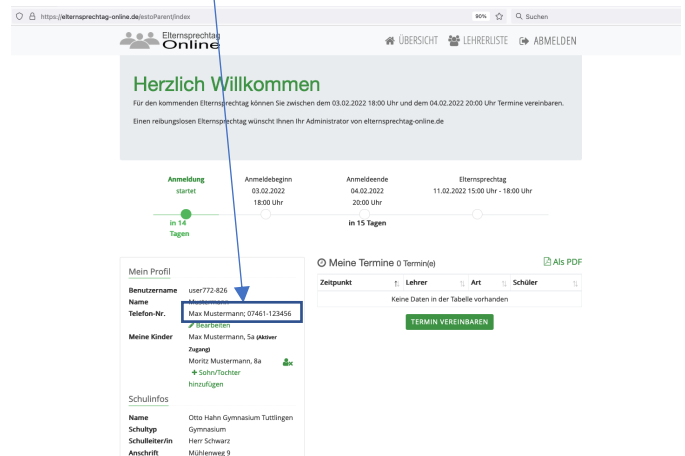 https://elternsprechtag-online.de/estoParent/index
90%
Suchen
Elternsprechtag
Online
ÜBERSICHT
LEHRERLISTE
ABMELDEN
Herzlich Willkommen
Für den kommenden Elternsprechtag können Sie zwischen dem 03.02.2022 18:00 Uhr und dem 04.02.2022 20:00 Uhr Termine vereinbaren.
Einen reibungslosen Elternsprechtag wünscht Ihnen Ihr Administrator von elternsprechtag-online.de
Anmeldung startet
in 14 Tagen
Anmeldebeginn
03.02.2022
18:00 Uhr
Anmeldeende
04.02.2022
20:00 Uhr
in 15 Tagen
Elternsprechtag
11.02.2022 15:00 Uhr - 18:00 Uhr
Mein Profil
Benutzername user772-826
Name Mustermann
Telefon-Nr. Max Mustermann; 07461-123456
Bearbeiten
Meine Kinder Max Mustermann, 5a (Aktiver
Zugang)
Moritz Mustermann, 8a
+ Sohn/Tochter
hinzufügen
Schulinfos
Name Otto Hahn Gymnasium Tuttlingen
Schultyp Gymnasium
Schulleiter/in Herr Schwarz
Anschrift Mühlenweg 9
Meine Termine 0 Termin(e)
Als PDF
Zeitpunkt Lehrer Art Schüler
Keine Daten in der Tabelle vorhanden
TERMIN VEREINBAREN